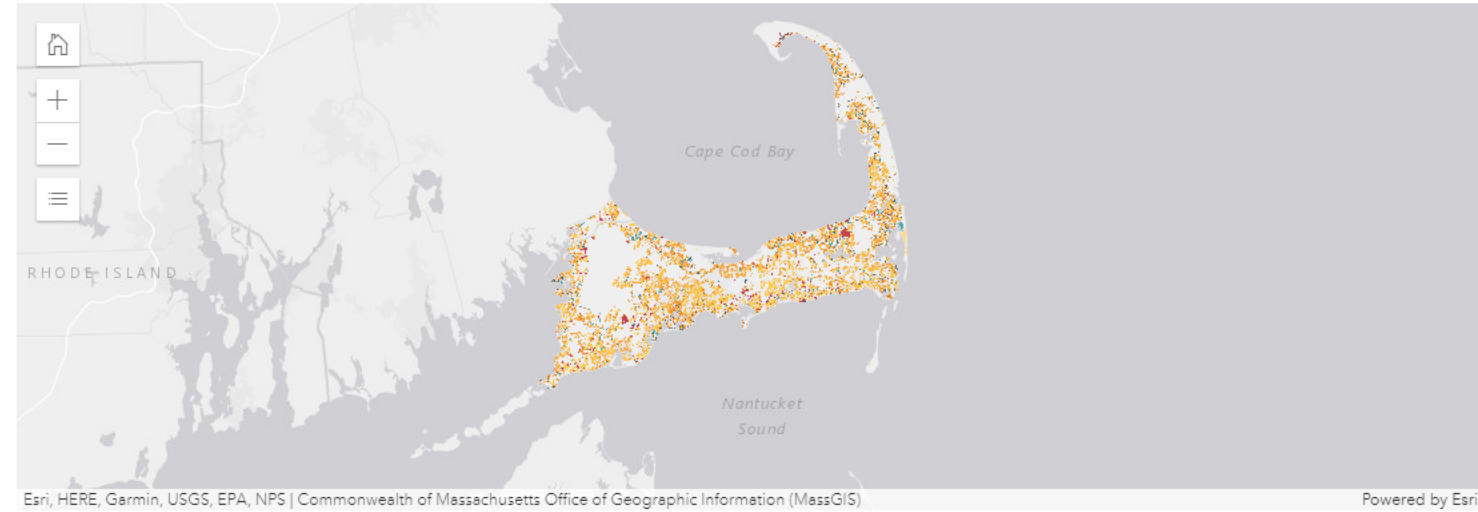 Cape Cod Bay
RHODE ISLAND
Nantucket
Sound
Esri, HERE, Garmin, USGS, EPA, NPS | Commonwealth of Massachusetts Office of Geographic Information (MassGIS)
Powered by Esri